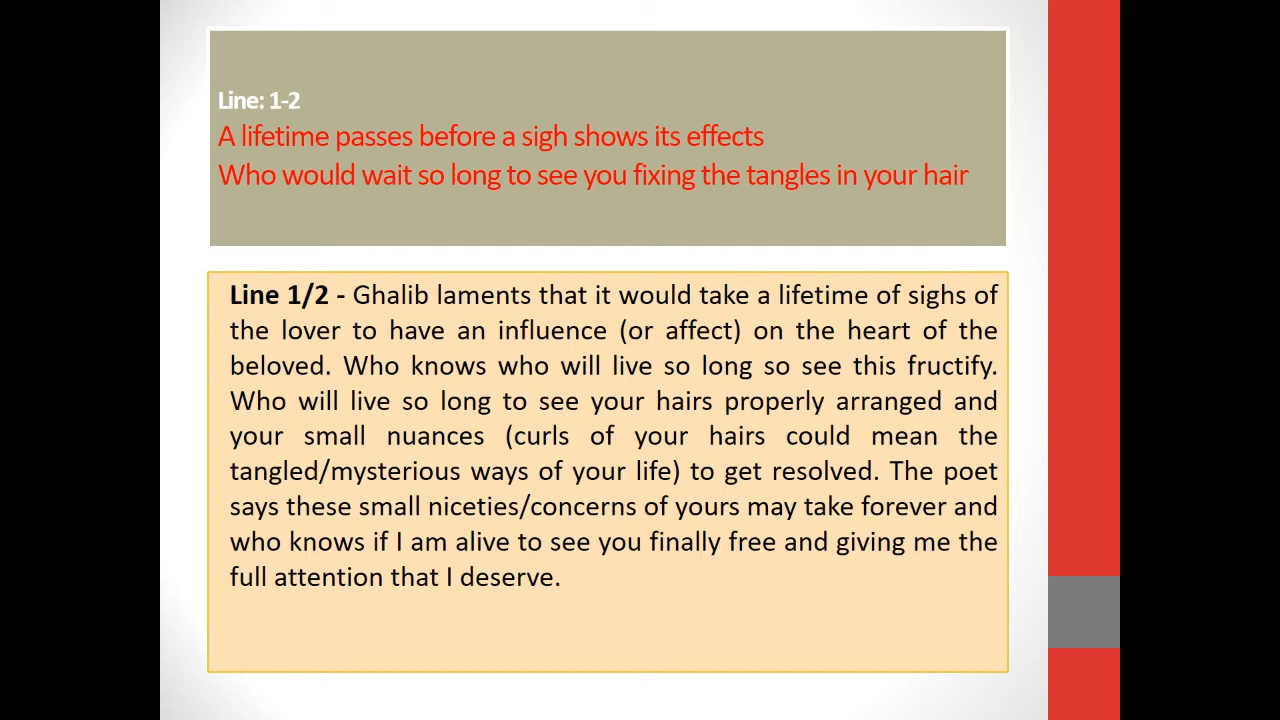 Line: 1-2
A lifetime passes before a sigh shows its effects
Who would wait so long to see you fixing the tangles in your hair
Line 1/2 - Ghalib laments that it would take a lifetime of sighs of
the lover to have an influence (or affect) on the heart of the
beloved. Who knows who will live so long so see this fructify.
Who will live so long to see your hairs properly arranged and
your small nuances (curls of your hairs could mean the
tangled/mysterious ways of your life) to get resolved. The poet
says these small niceties/concerns of yours may take forever and
who knows if I am alive to see you finally free and giving me the
full attention that I deserve.